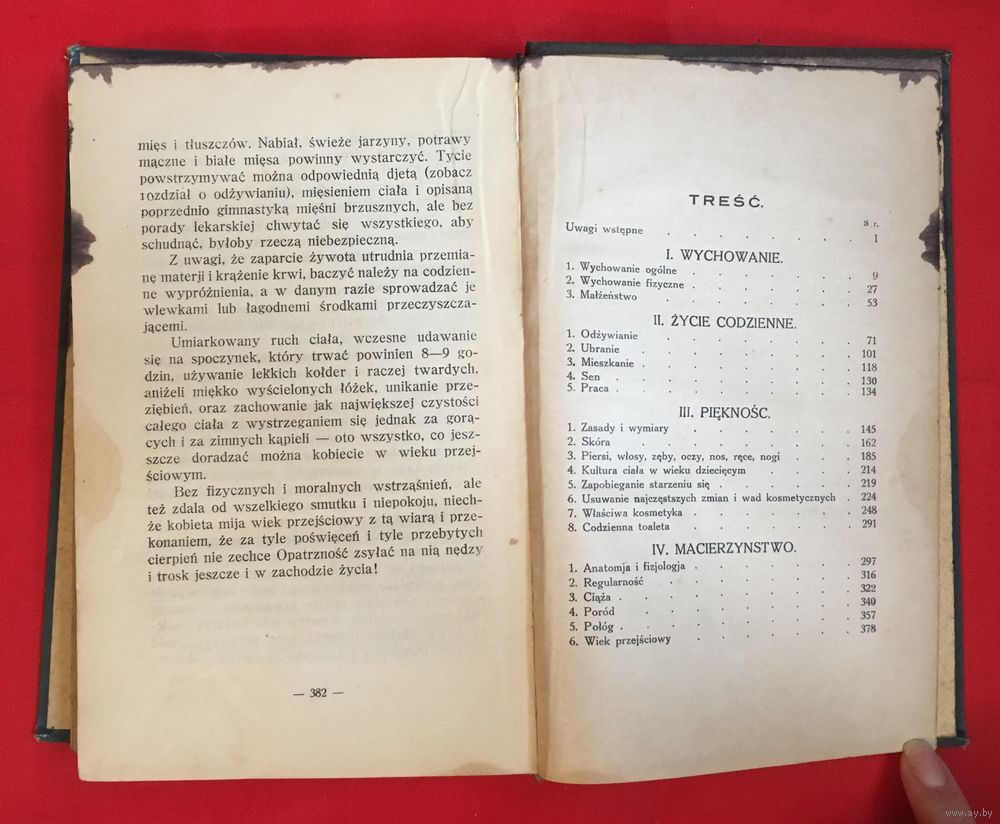 mięs i tłuszczów. Nabiał, świeże jarzyny, potrawy
mączne i białe mięsa powinny wystarczyć. Tycie
powstrzymywać można odpowiednią djetą (zobacz
rozdział o odżywianiu), mięsieniem ciała i opisaną
poprzednio gimnastyką mięśni brzusznych, ale bez
porady lekarskiej chwytać się wszystkiego, aby
schudnąć, byłoby rzeczą niebezpieczną.
Z uwagi, że zaparcie żywota utrudnia przemia-
nę materji i krążenie krwi, baczyć należy na codzien-
ne wypróżnienia, a w danym razie sprowadzać je
wlewkami lub łagodnemi środkami przeczyszcza-
jącemi.
Umiarkowany ruch ciała, wczesne udawanie
się na spoczynek, który trwać powinien 8—9 go-
dzin, używanie lekkich kołder i raczej twardych,
aniżeli miękko wyścielonych łóżek, unikanie prze-
ziębień, oraz zachowanie jak największej czystości
całego ciała z wystrzeganiem się jednak za gorą-
cych i za zimnych kąpieli — oto wszystko, co jesz-
szcze doradzać można kobiecie w wieku przej-
ściowym.
Bez fizycznych i moralnych wstrząśnień, ale
też zdala od wszelkiego smutku i niepokoju, niech-
że kobieta mija wiek przejściowy z tą wiarą i prze-
konaniem, że za tyle poświęceń i tyle przebytych
cierpień nie zechce Opatrzność zsyłać na nią nędzy
i trosk jeszcze i w zachodzie życia!
— 382 —
TREŚĆ.
Str.
Uwagi wstępne . . . . . . . 1
I. WYCHOWANIE.
1. Wychowanie ogólne . . . . . . 9
2. Wychowanie fizyczne . . . . . . 27
3. Małżeństwo . . . . . . 53
II. ŻYCIE CODZIENNE.
1. Odżywianie . . . . . . 71
2. Ubranie . . . . . . 101
3. Mieszkanie . . . . . . 118
4. Sen . . . . . . 130
5. Praca . . . . . . 134
III. PIĘKNOŚC.
1. Zasady i wymiary . . . . . 145
2. Skóra . . . . . . 162
3. Piersi, włosy, zęby, oczy, nos, ręce, nogi . . . 185
4. Kultura ciała w wieku dziecięcym . . . 214
5. Zapobieganie starzeniu się . . . . 219
6. Usuwanie najczęstszych zmian i wad kosmetycznych . 224
7. Właściwa kosmetyka . . . . . 248
8. Codzienna toaleta . . . . . 291
IV. MACIERZYNSTWO.
1. Anatomja i fizjologja . . . . . 297
2. Regularność . . . . . 316
3. Ciąża . . . . . . 322
4. Poród . . . . . . 340
5. Połóg . . . . . . 357
6. Wiek przejściowy . . . . . 378
www.ay.by